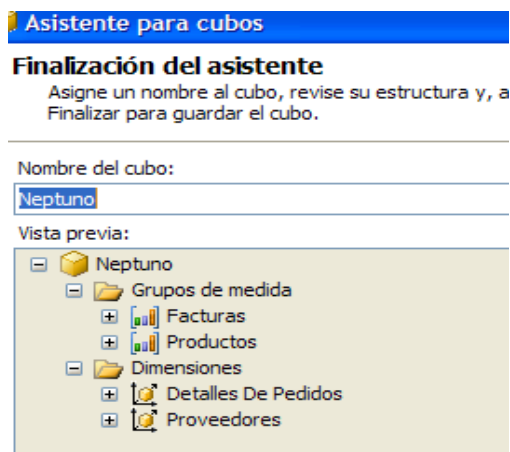 Asistente para cubos
Finalización del asistente
Asigne un nombre al cubo, revise su estructura y, a
Finalizar para guardar el cubo.
Nombre del cubo:
Neptuno
Vista previa:
Neptuno
Grupos de medida
Facturas
Productos
Dimensiones
Detalles De Pedidos
Proveedores